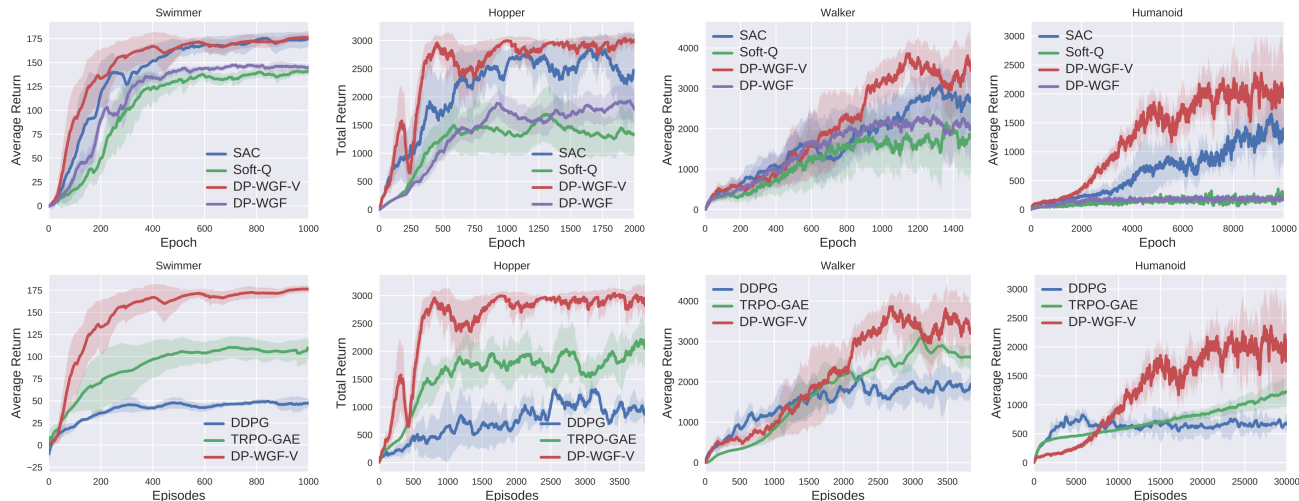 Swimmer
Average Return
175
150
125
100
75
50
25
0
0 200 400 600 800 1000
Epoch
SAC
Soft-Q
DP-WGF-V
DP-WGF
Hopper
Total Return
3000
2500
2000
1500
1000
500
0
0 250 500 750 1000 1250 1500 1750 2000
Epoch
SAC
Soft-Q
DP-WGF-V
DP-WGF
Walker
Average Return
4000
3000
2000
1000
0
0 200 400 600 800 1000 1200 1400
Epoch
SAC
Soft-Q
DP-WGF-V
DP-WGF
Humanoid
Average Return
3000
2500
2000
1500
1000
500
0
0 2000 4000 6000 8000 10000
Epoch
SAC
Soft-Q
DP-WGF-V
DP-WGF
Swimmer
Average Return
175
150
125
100
75
50
25
0
−25
0 200 400 600 800 1000
Episodes
DDPG
TRPO-GAE
DP-WGF-V
Hopper
Total Return
3000
2500
2000
1500
1000
500
0
0 500 1000 1500 2000 2500 3000 3500
Episodes
DDPG
TRPO-GAE
DP-WGF-V
Walker
Average Return
4000
3000
2000
1000
0
0 500 1000 1500 2000 2500 3000 3500
Episodes
DDPG
TRPO-GAE
DP-WGF-V
Humanoid
Average Return
3000
2500
2000
1500
1000
500
0
0 5000 10000 15000 20000 25000 30000
Episodes
DDPG
TRPO-GAE
DP-WGF-V